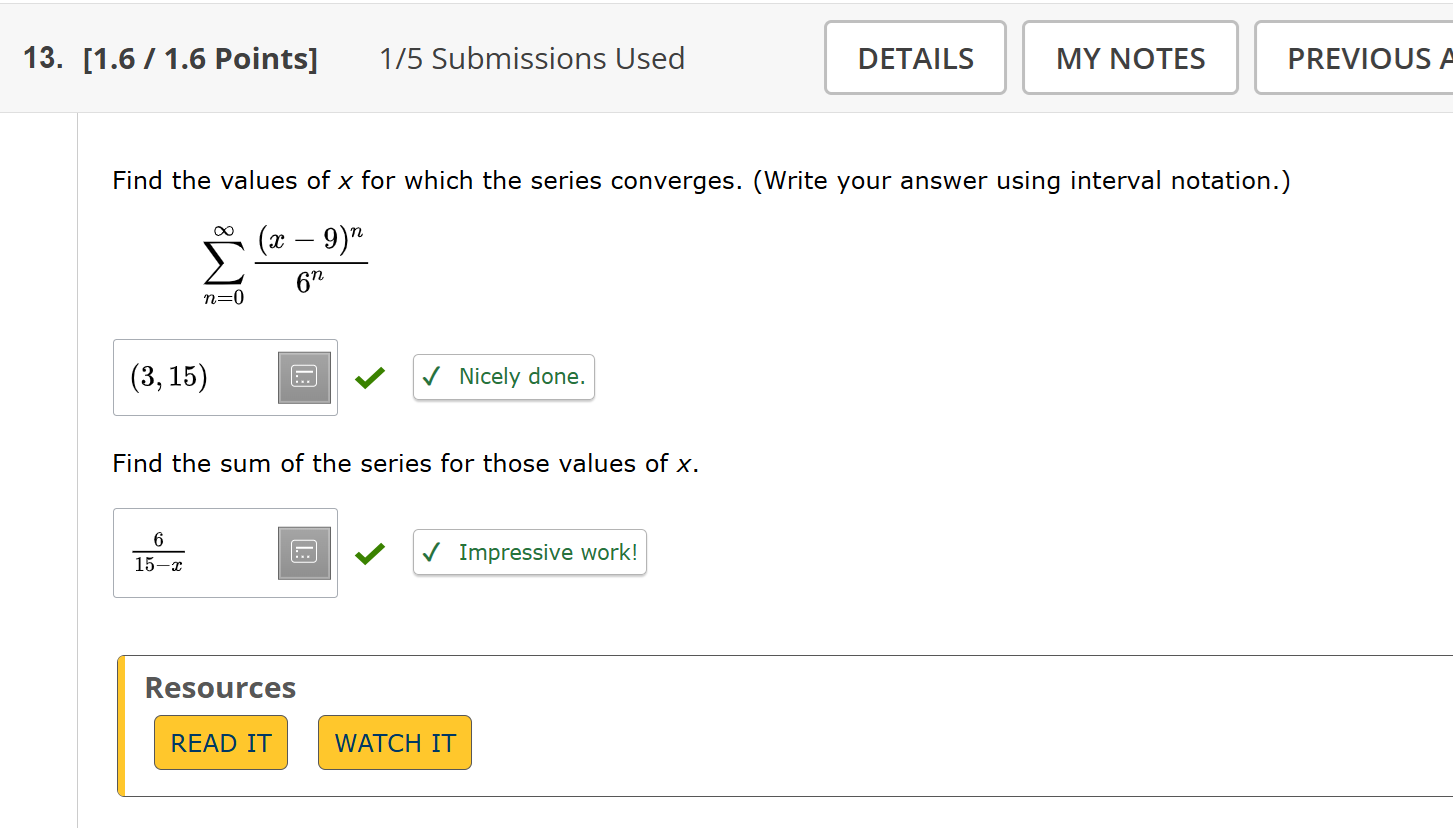 13. [1.6 / 1.6 Points] 1/5 Submissions Used DETAILS MY NOTES PREVIOUS A
Find the values of x for which the series converges. (Write your answer using interval notation.)
∞
∑ (x − 9)ⁿ / 6ⁿ
n=0
(3, 15) ✓ Nicely done.
Find the sum of the series for those values of x.
6 / 15−x ✓ Impressive work!
Resources
READ IT WATCH IT